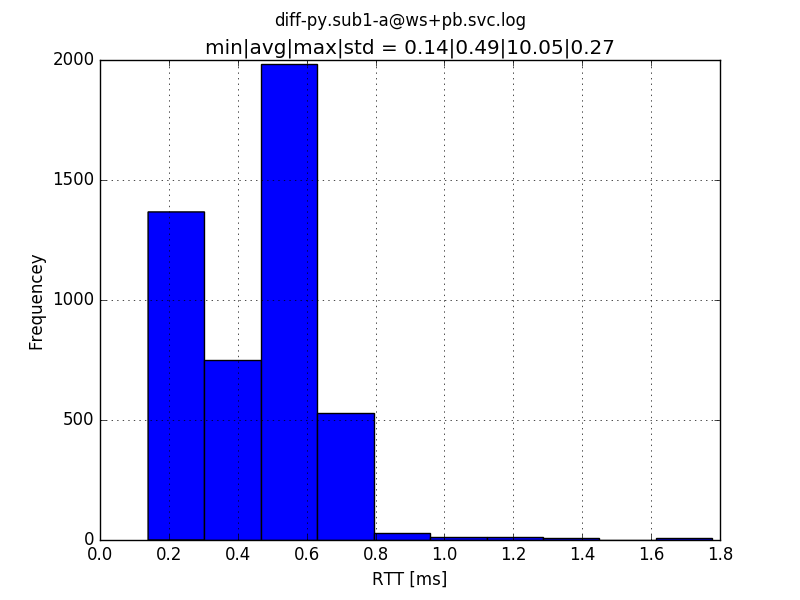 diff-py.sub1-a@ws+pb.svc.log
min|avg|max|std = 0.14|0.49|10.05|0.27
2000
1500
1000
500
0
Frequencey
0.0 0.2 0.4 0.6 0.8 1.0 1.2 1.4 1.6 1.8
RTT [ms]